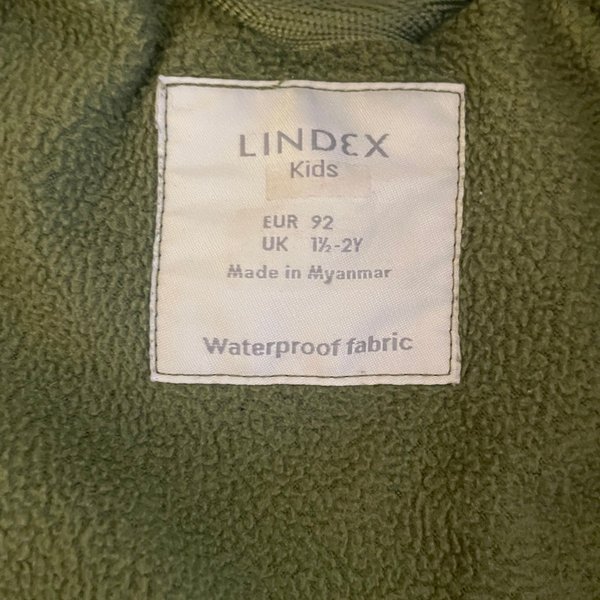 LINDEX
Kids
EUR 92
UK 1½-2Y
Made in Myanmar
Waterproof fabric